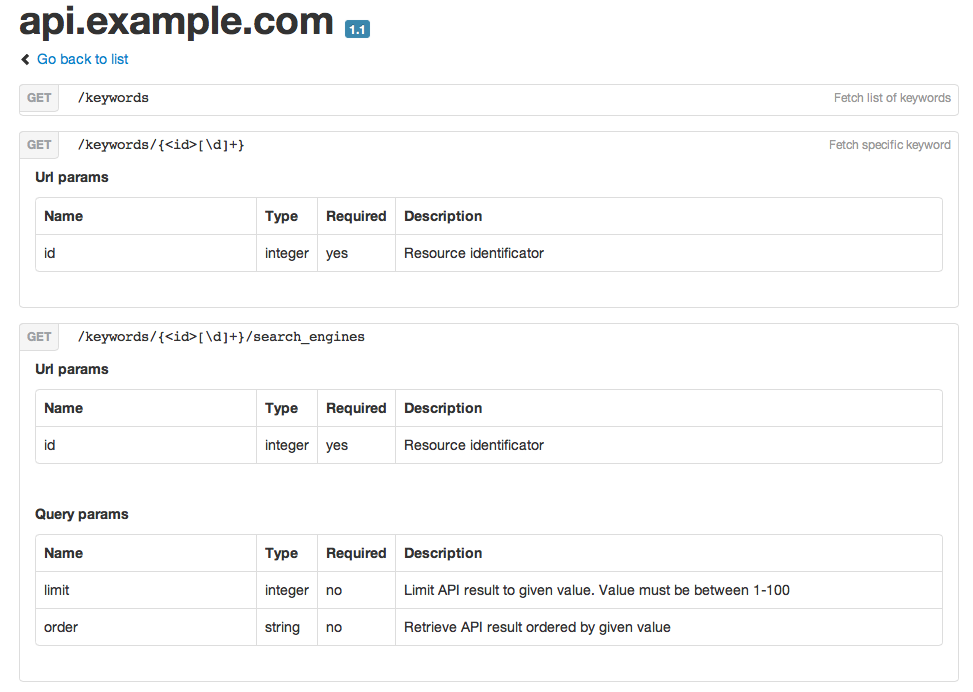 api.example.com 1.1
Go back to list
GET /keywords Fetch list of keywords
GET /keywords/{<id>[\d]+} Fetch specific keyword
Url params
Name Type Required Description
id integer yes Resource identificator
GET /keywords/{<id>[\d]+}/search_engines
Url params
Name Type Required Description
id integer yes Resource identificator
Query params
Name Type Required Description
limit integer no Limit API result to given value. Value must be between 1-100
order string no Retrieve API result ordered by given value